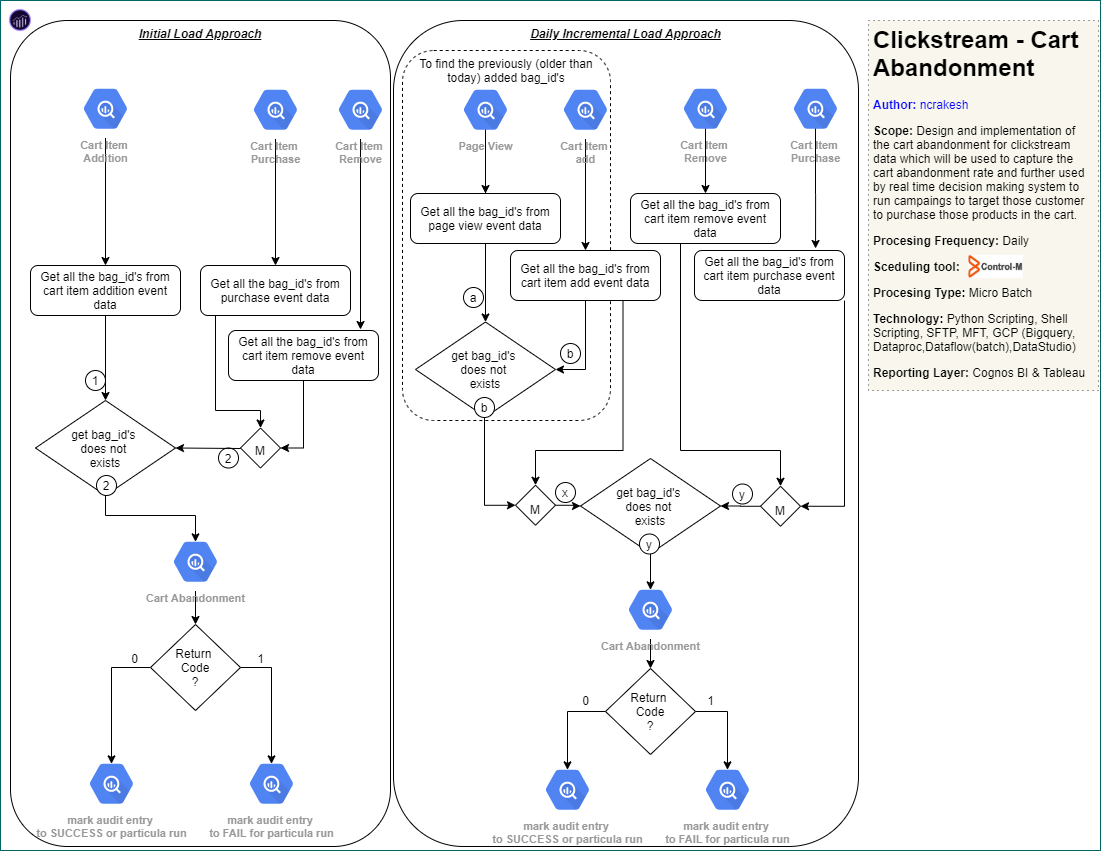 Initial Load Approach
Cart Item
Addition
Cart Item
Purchase
Cart Item
Remove
Get all the bag_id's from
cart item addition event
data
Get all the bag_id's from
purchase event data
Get all the bag_id's from
cart item remove event
data
1
get bag_id's
does not
exists
2
2
M
Cart Abandonment
Return
Code
?
0
1
mark audit entry
to SUCCESS or particula run
mark audit entry
to FAIL for particula run
Daily Incremental Load Approach
To find the previously (older than
today) added bag_id's
Page View
Cart Item
add
Cart Item
Remove
Cart Item
Purchase
Get all the bag_id's from
page view event data
Get all the bag_id's from
cart item add event data
Get all the bag_id's from
cart item remove event
data
Get all the bag_id's from
cart item purchase event
data
a
b
get bag_id's
does not
exists
b
M
x
get bag_id's
does not
exists
y
M
y
Cart Abandonment
Return
Code
?
0
1
mark audit entry
to SUCCESS or particula run
mark audit entry
to FAIL for particula run
Clickstream - Cart
Abandonment
Author: ncrakesh
Scope: Design and implementation of
the cart abandonment for clickstream
data which will be used to capture the
cart abandonment rate and further used
by real time decision making system to
run campaings to target those customer
to purchase those products in the cart.
Procesing Frequency: Daily
Sceduling tool: Control-M
Procesing Type: Micro Batch
Technology: Python Scripting, Shell
Scripting, SFTP, MFT, GCP (Bigquery,
Dataproc,Dataflow(batch),DataStudio)
Reporting Layer: Cognos BI & Tableau